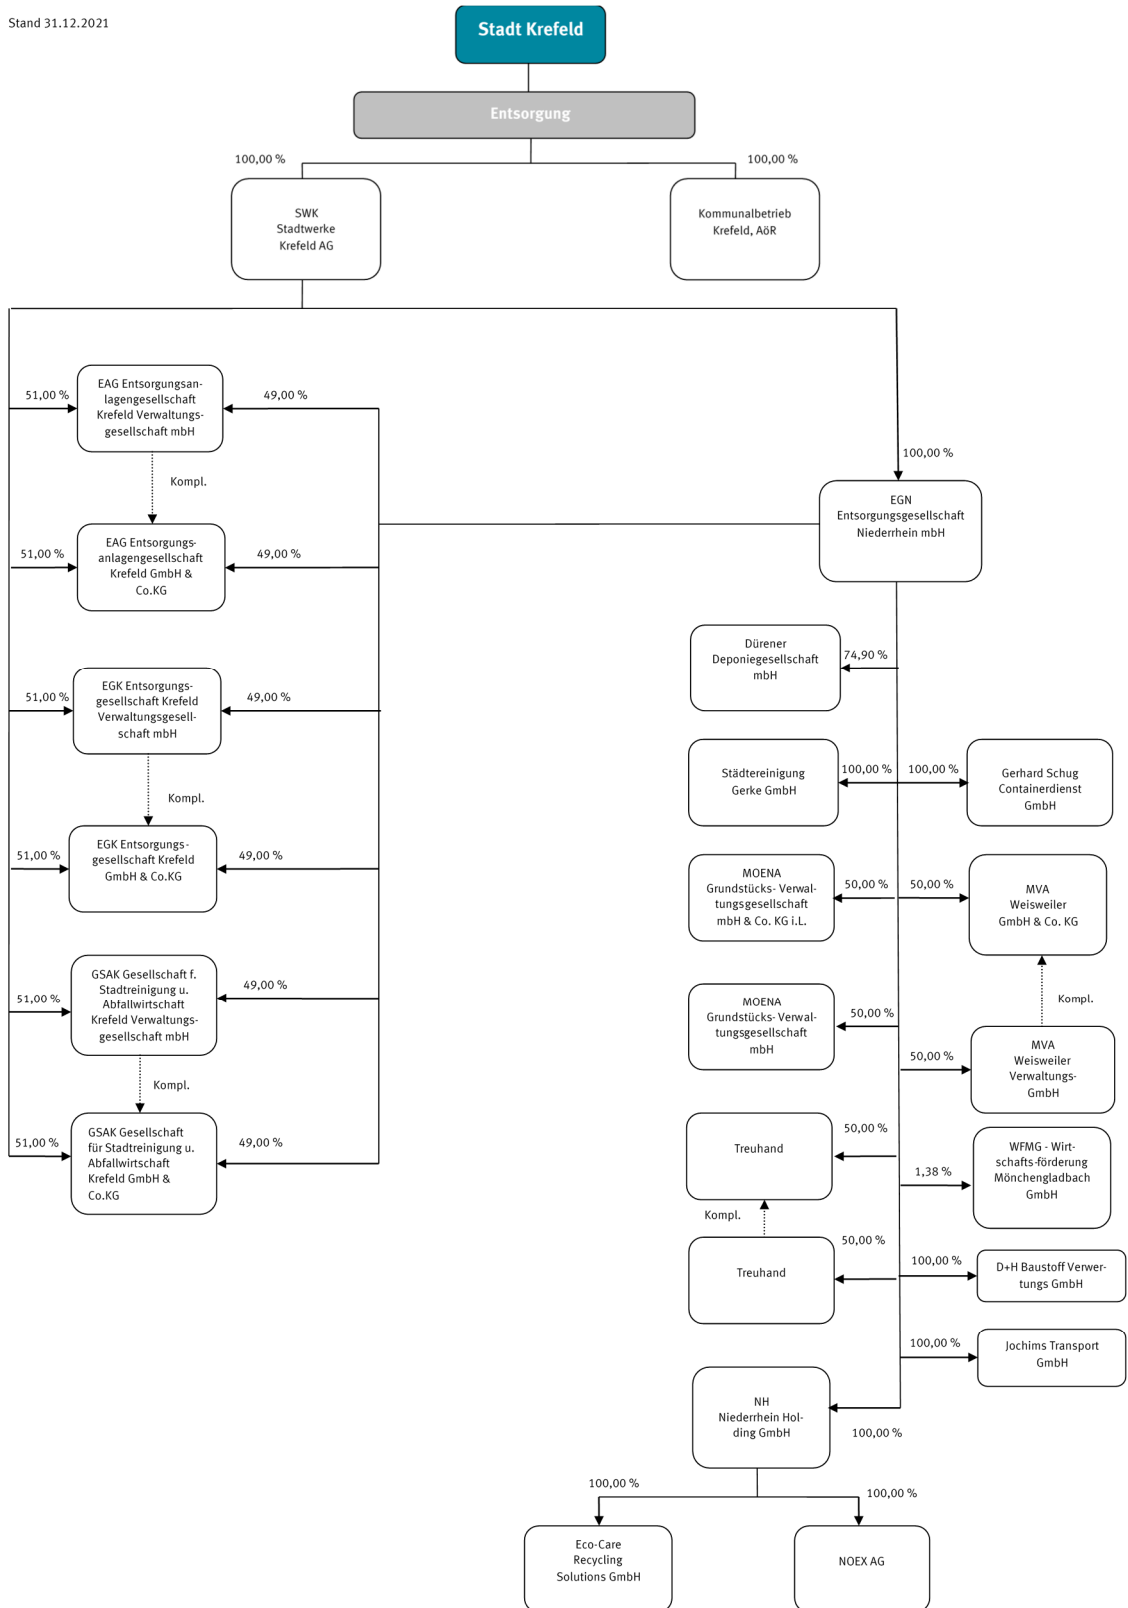 Stand 31.12.2021
Stadt Krefeld
Entsorgung
100,00 %
100,00 %
SWK
Stadtwerke
Krefeld AG
Kommunalbetrieb
Krefeld, AöR
51,00 %
EAG Entsorgungsan-
lagengesellschaft
Krefeld Verwaltungs-
gesellschaft mbH
49,00 %
Kompl.
51,00 %
EAG Entsorgungs-
anlagengesellschaft
Krefeld GmbH &
Co.KG
49,00 %
51,00 %
EGK Entsorgungs-
gesellschaft Krefeld
Verwaltungsgesell-
schaft mbH
49,00 %
Kompl.
51,00 %
EGK Entsorgungs-
gesellschaft Krefeld
GmbH & Co.KG
49,00 %
51,00 %
GSAK Gesellschaft f.
Stadtreinigung u.
Abfallwirtschaft
Krefeld Verwaltungs-
gesellschaft mbH
49,00 %
Kompl.
51,00 %
GSAK Gesellschaft
für Stadtreinigung u.
Abfallwirtschaft
Krefeld GmbH &
Co.KG
49,00 %
100,00 %
EGN
Entsorgungsgesellschaft
Niederrhein mbH
Dürener
Deponiegesellschaft
mbH
74,90 %
Städtereinigung
Gerke GmbH
100,00 %
100,00 %
Gerhard Schug
Containerdienst
GmbH
MOENA
Grundstücks- Verwal-
tungsgesellschaft
mbH & Co. KG i.L.
50,00 %
50,00 %
MVA
Weisweiler
GmbH & Co. KG
Kompl.
MOENA
Grundstücks- Verwal-
tungsgesellschaft
mbH
50,00 %
50,00 %
MVA
Weisweiler
Verwaltungs-
GmbH
Treuhand
50,00 %
1,38 %
WFMG - Wirt-
schafts-förderung
Mönchengladbach
GmbH
Kompl.
Treuhand
50,00 %
100,00 %
D+H Baustoff Verwer-
tungs GmbH
100,00 %
Jochims Transport
GmbH
NH
Niederrhein Hol-
ding GmbH
100,00 %
100,00 %
100,00 %
Eco-Care
Recycling
Solutions GmbH
NOEX AG